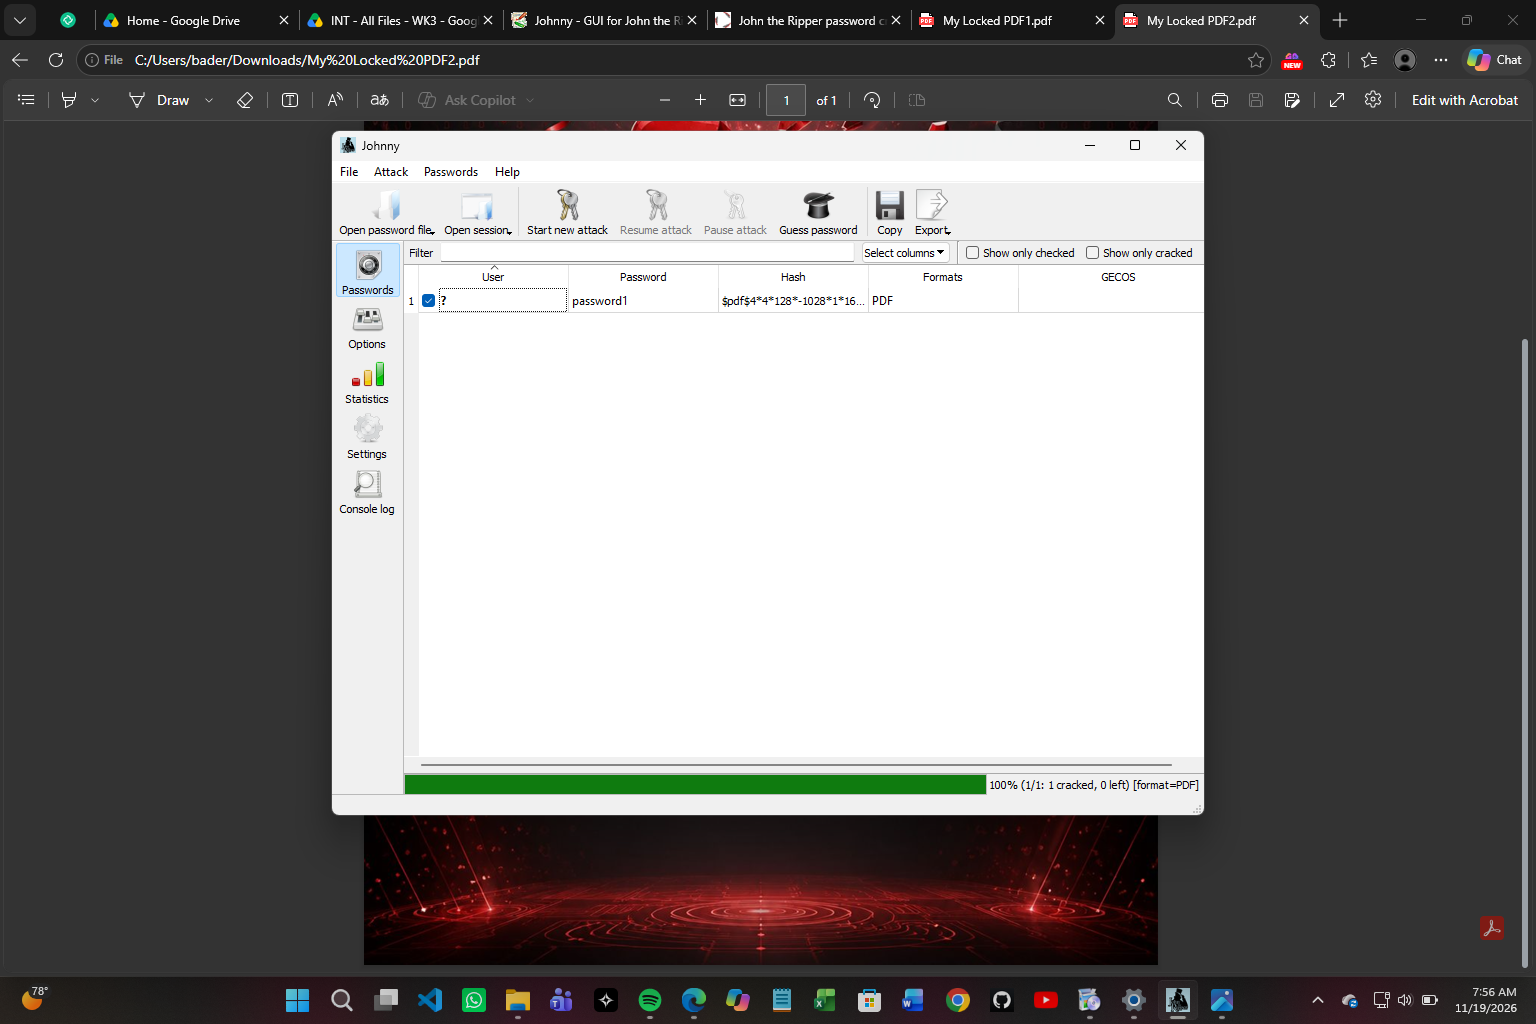 Home - Google Drive
INT - All Files - WK3 - Goog
Johnny - GUI for John the Ri
John the Ripper password c
My Locked PDF1.pdf
My Locked PDF2.pdf
File C:/Users/bader/Downloads/My%20Locked%20PDF2.pdf
NEW
Chat
Draw
T
A
aあ
Ask Copilot
1 of 1
Edit with Acrobat
Johnny
File Attack Passwords Help
Open password file
Open session
Start new attack
Resume attack
Pause attack
Guess password
Copy
Export
Filter
Select columns
Show only checked
Show only cracked
Passwords
Options
Statistics
Settings
Console log
User Password Hash Formats GECOS
1 ? password1 $pdf$4*4*128*-1028*1*16... PDF
100% (1/1: 1 cracked, 0 left) [format=PDF]
78°
7:56 AM
11/19/2026